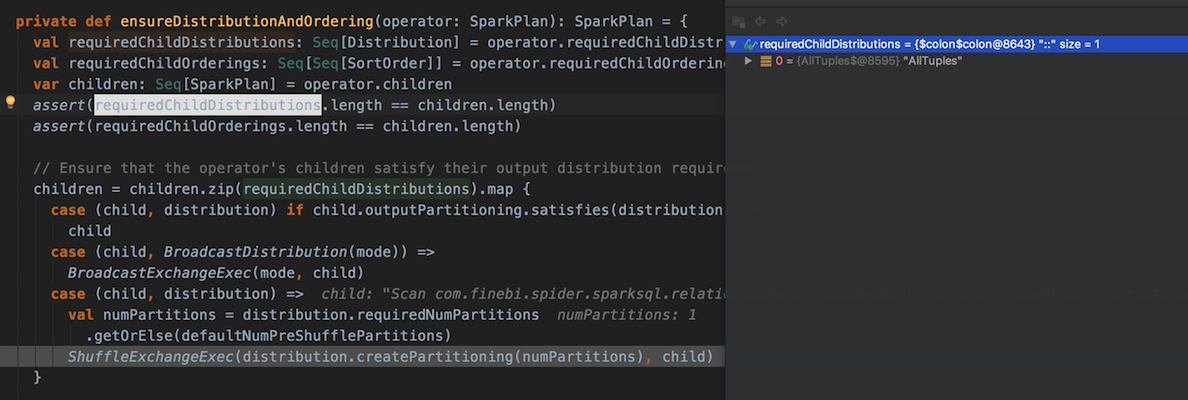 private def ensureDistributionAndOrdering(operator: SparkPlan): SparkPlan = {
val requiredChildDistributions: Seq[Distribution] = operator.requiredChildDistr
val requiredChildOrderings: Seq[Seq[SortOrder]] = operator.requiredChildOrdering
var children: Seq[SparkPlan] = operator.children
assert(requiredChildDistributions.length == children.length)
assert(requiredChildOrderings.length == children.length)
// Ensure that the operator's children satisfy their output distribution requirements
children = children.zip(requiredChildDistributions).map {
case (child, distribution) if child.outputPartitioning.satisfies(distribution
child
case (child, BroadcastDistribution(mode)) =>
BroadcastExchangeExec(mode, child)
case (child, distribution) => child: "Scan com.finebi.spider.sparksql.relati
val numPartitions = distribution.requiredNumPartitions numPartitions: 1
.getOrElse(defaultNumPreShufflePartitions)
ShuffleExchangeExec(distribution.createPartitioning(numPartitions), child)
}
requiredChildDistributions = {$colon$colon@8643} "::" size = 1
0 = {AllTuples$@8595} "AllTuples"